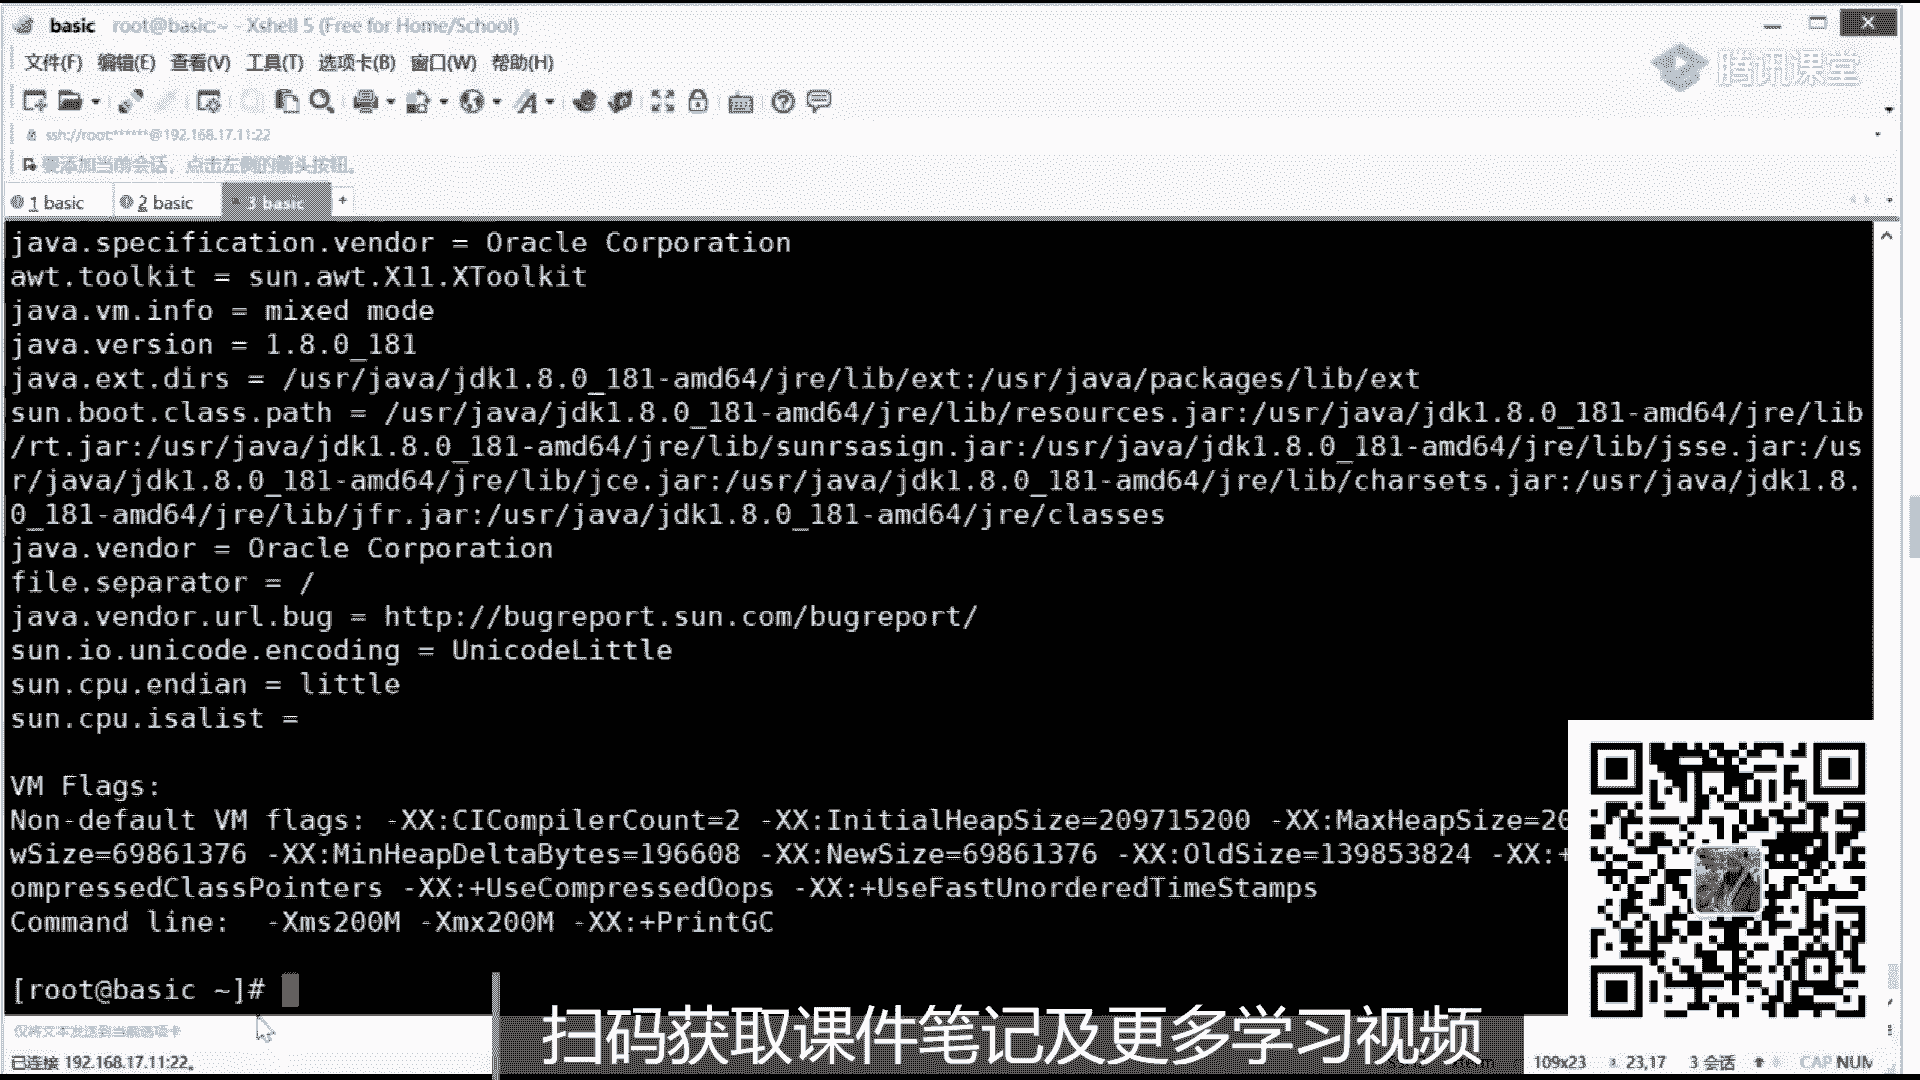 basic root@basic:~ - Xshell 5 (Free for Home/School)
文件(F) 编辑(E) 查看(V) 工具(T) 选项卡(B) 窗口(W) 帮助(H)
腾讯课堂
ssh://root:******@192.168.17.11:22
要添加当前会话，点击左侧的箭头按钮。
1 basic 2 basic 3 basic +
java.specification.vendor = Oracle Corporation
awt.toolkit = sun.awt.X11.XToolkit
java.vm.info = mixed mode
java.version = 1.8.0_181
java.ext.dirs = /usr/java/jdk1.8.0_181-amd64/jre/lib/ext:/usr/java/packages/lib/ext
sun.boot.class.path = /usr/java/jdk1.8.0_181-amd64/jre/lib/resources.jar:/usr/java/jdk1.8.0_181-amd64/jre/lib
/rt.jar:/usr/java/jdk1.8.0_181-amd64/jre/lib/sunrsasign.jar:/usr/java/jdk1.8.0_181-amd64/jre/lib/jsse.jar:/us
r/java/jdk1.8.0_181-amd64/jre/lib/jce.jar:/usr/java/jdk1.8.0_181-amd64/jre/lib/charsets.jar:/usr/java/jdk1.8.
0_181-amd64/jre/lib/jfr.jar:/usr/java/jdk1.8.0_181-amd64/jre/classes
java.vendor = Oracle Corporation
file.separator = /
java.vendor.url.bug = http://bugreport.sun.com/bugreport/
sun.io.unicode.encoding = UnicodeLittle
sun.cpu.endian = little
sun.cpu.isalist =
VM Flags:
Non-default VM flags: -XX:CICompilerCount=2 -XX:InitialHeapSize=209715200 -XX:MaxHeapSize=20
wSize=69861376 -XX:MinHeapDeltaBytes=196608 -XX:NewSize=69861376 -XX:OldSize=139853824 -XX:+
ompressedClassPointers -XX:+UseCompressedOops -XX:+UseFastUnorderedTimeStamps
Command line:  -Xms200M -Xmx200M -XX:+PrintGC
[root@basic ~]#
扫码获取课件笔记及更多学习视频
仅将文本发送到当前选项卡
已连接 192.168.17.11:22。
109x23 23,17 3 会话 CAP NUM